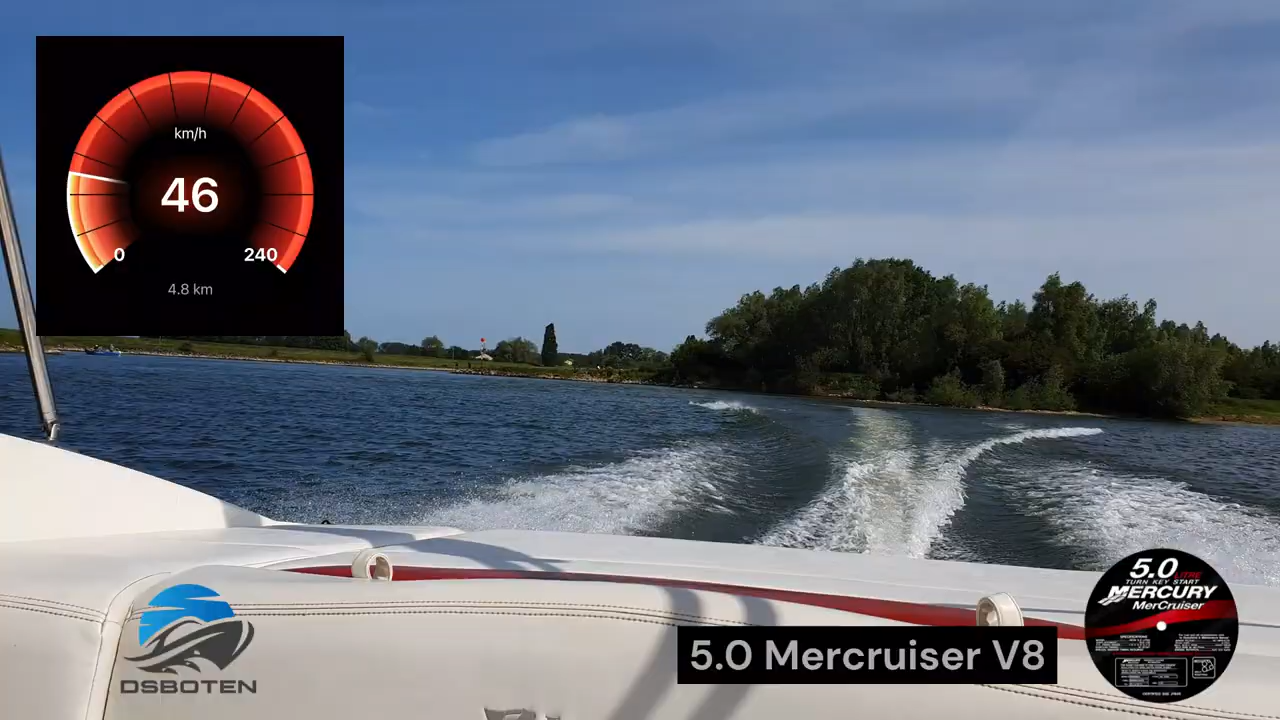 km/h
46
0
240
4.8 km
DSBOTEN
5.0 Mercruiser V8
5.0 LITRE
TURN KEY START
MERCURY
MerCruiser